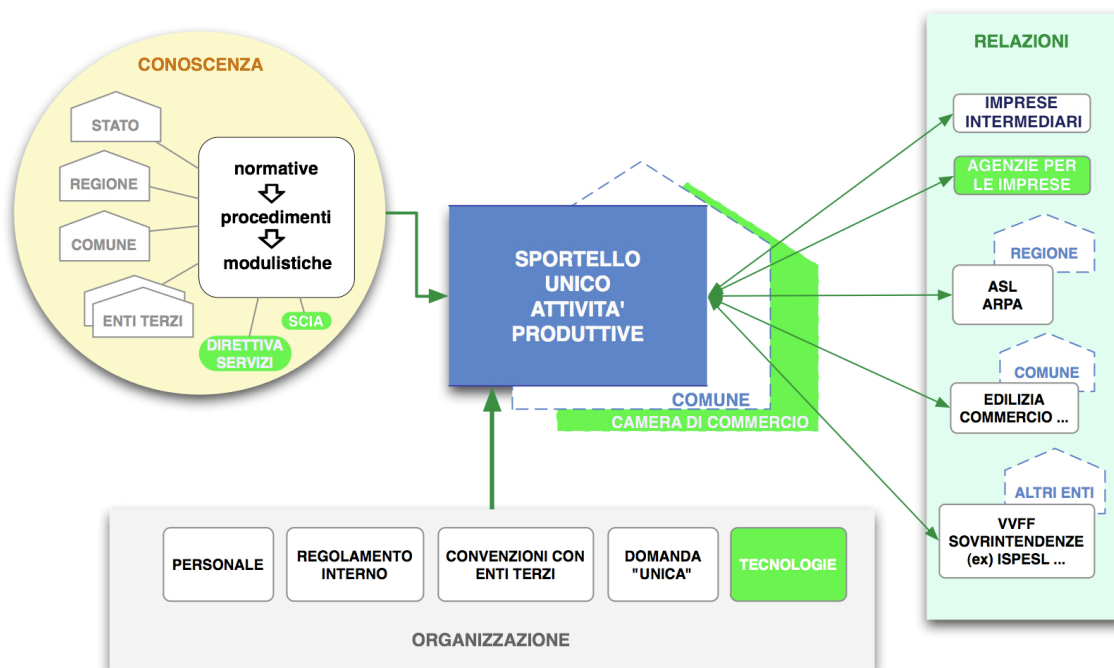 CONOSCENZA
STATO
REGIONE
COMUNE
ENTI TERZI
normative
procedimenti
modulistiche
SCIA
DIRETTIVA
SERVIZI
SPORTELLO
UNICO
ATTIVITA'
PRODUTTIVE
COMUNE
CAMERA DI COMMERCIO
RELAZIONI
IMPRESE
INTERMEDIARI
AGENZIE PER
LE IMPRESE
REGIONE
ASL
ARPA
COMUNE
EDILIZIA
COMMERCIO ...
ALTRI ENTI
VVFF
SOVRINTENDENZE
(ex) ISPESL ...
PERSONALE
REGOLAMENTO
INTERNO
CONVENZIONI CON
ENTI TERZI
DOMANDA
"UNICA"
TECNOLOGIE
ORGANIZZAZIONE